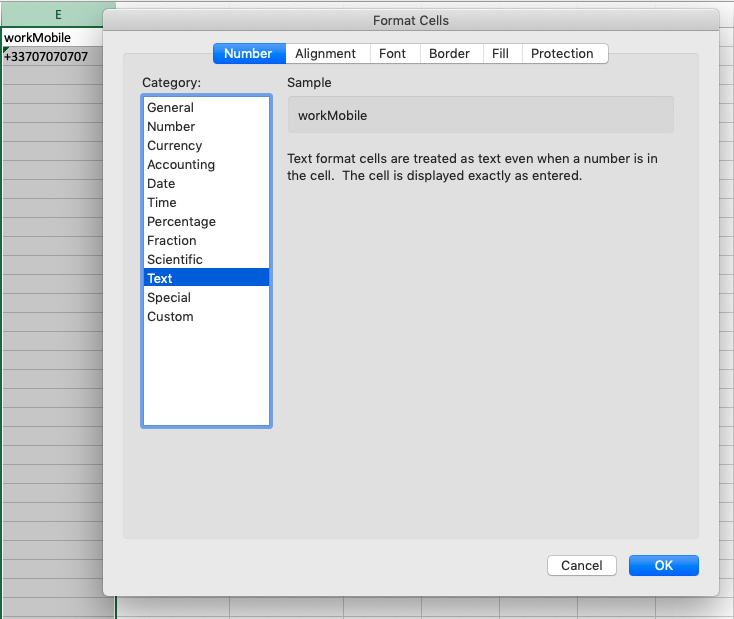 E
Format Cells
workMobile
+33707070707
Number
Alignment
Font
Border
Fill
Protection
Category:
Sample
General
Number
Currency
Accounting
Date
Time
Percentage
Fraction
Scientific
Text
Special
Custom
workMobile
Text format cells are treated as text even when a number is in
the cell.  The cell is displayed exactly as entered.
Cancel
OK